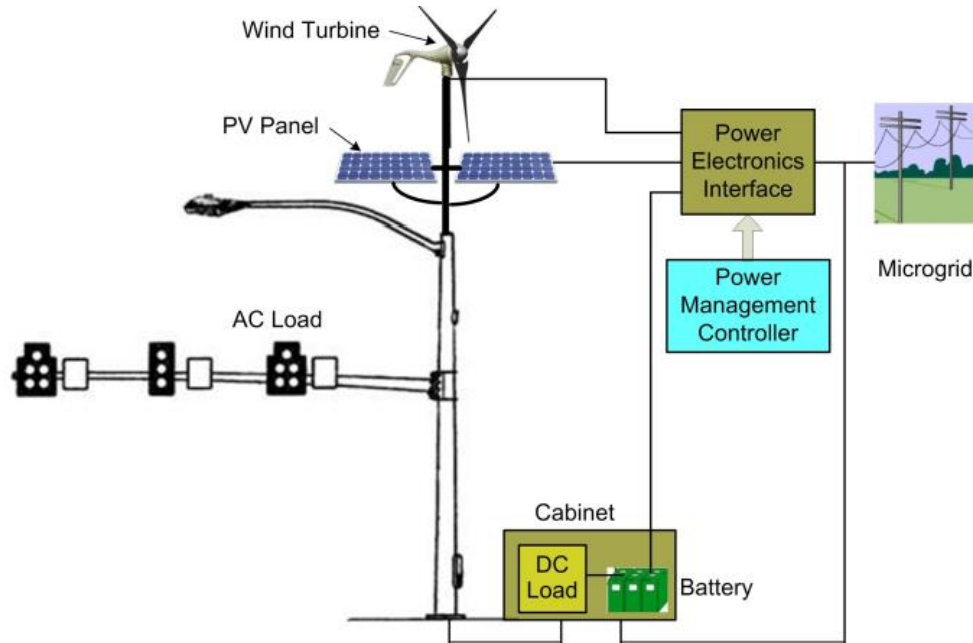 Wind Turbine
PV Panel
Power
Electronics
Interface
Microgrid
Power
Management
Controller
AC Load
Cabinet
DC
Load
Battery